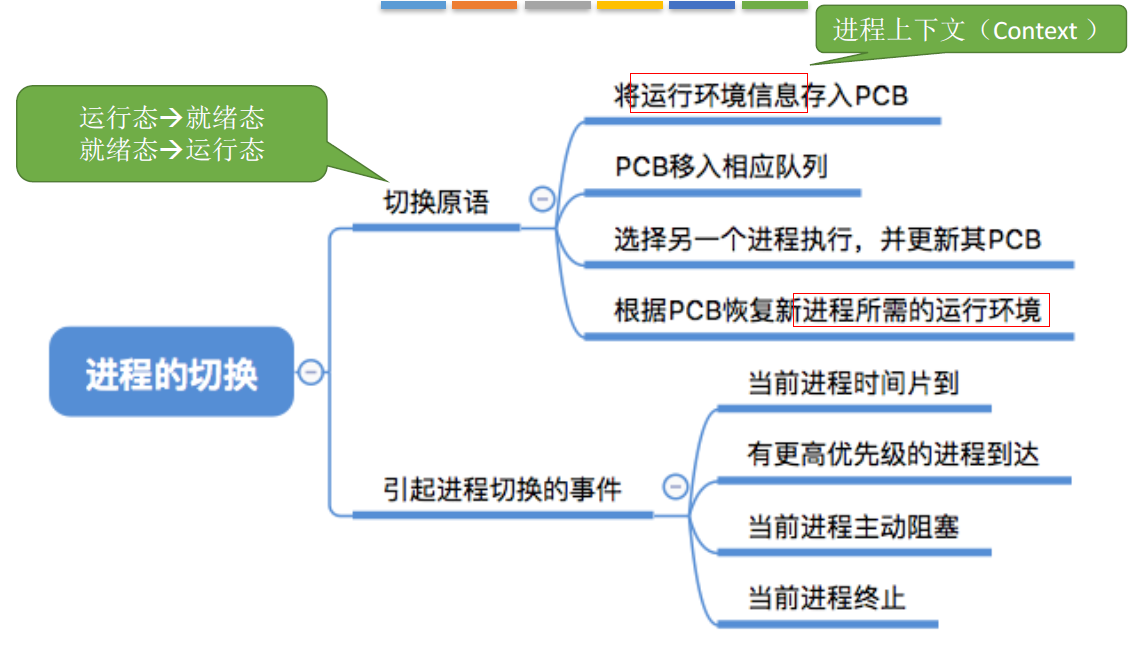 进程上下文（Context ）
运行态→就绪态
就绪态→运行态
将运行环境信息存入PCB
PCB移入相应队列
切换原语
选择另一个进程执行，并更新其PCB
根据PCB恢复新进程所需的运行环境
进程的切换
当前进程时间片到
有更高优先级的进程到达
引起进程切换的事件
当前进程主动阻塞
当前进程终止